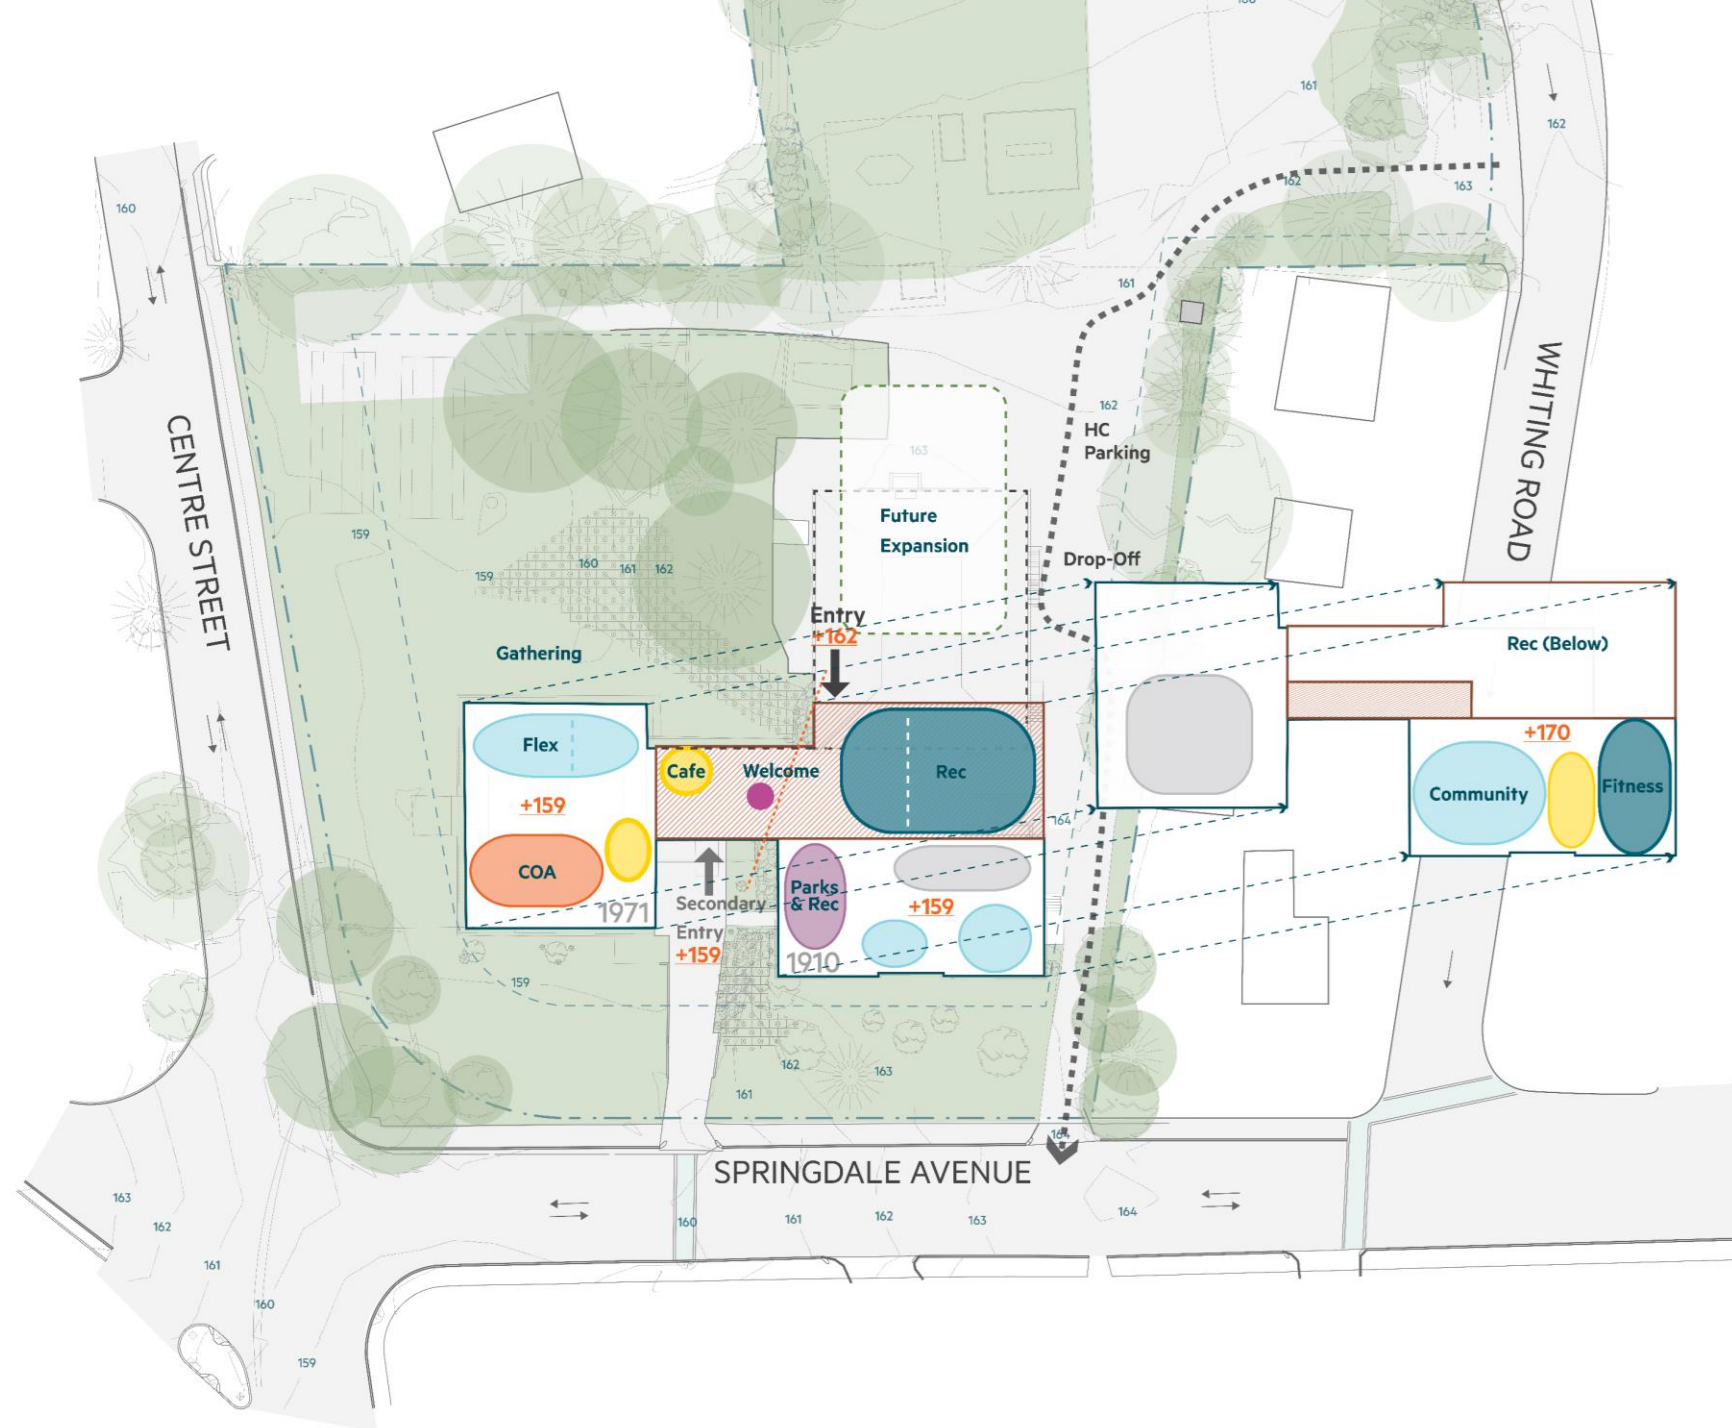 161
162
160
162
163
161
162
HC
Parking
CENTRE STREET
WHITING ROAD
163
Future
Expansion
159
159
160
161
162
Drop-Off
Entry
+162
Gathering
Rec (Below)
Flex
Cafe
Welcome
Rec
+159
+170
Community
Fitness
164
COA
1971
Parks
& Rec
+159
Secondary
Entry
+159
1910
159
162
163
161
164
SPRINGDALE AVENUE
163
162
161
160
159
160
161
162
163
164